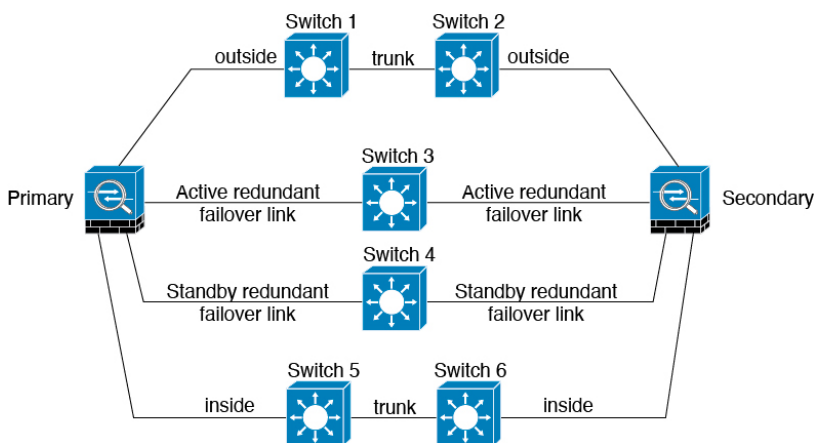 Switch 1
Switch 2
outside
trunk
outside
Switch 3
Primary
Active redundant
failover link
Active redundant
failover link
Secondary
Switch 4
Standby redundant
failover link
Standby redundant
failover link
Switch 5
Switch 6
inside
trunk
inside